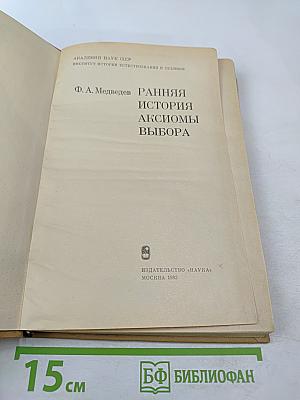 АКАДЕМИЯ НАУК СССР
ИНСТИТУТ ИСТОРИИ ЕСТЕСТВОЗНАНИЯ И ТЕХНИКИ
Ф. А. Медведев
РАННЯЯ
ИСТОРИЯ
АКСИОМЫ
ВЫБОРА
ИЗДАТЕЛЬСТВО «НАУКА»
МОСКВА 1982
15 см
БФ БИБЛИОФАН